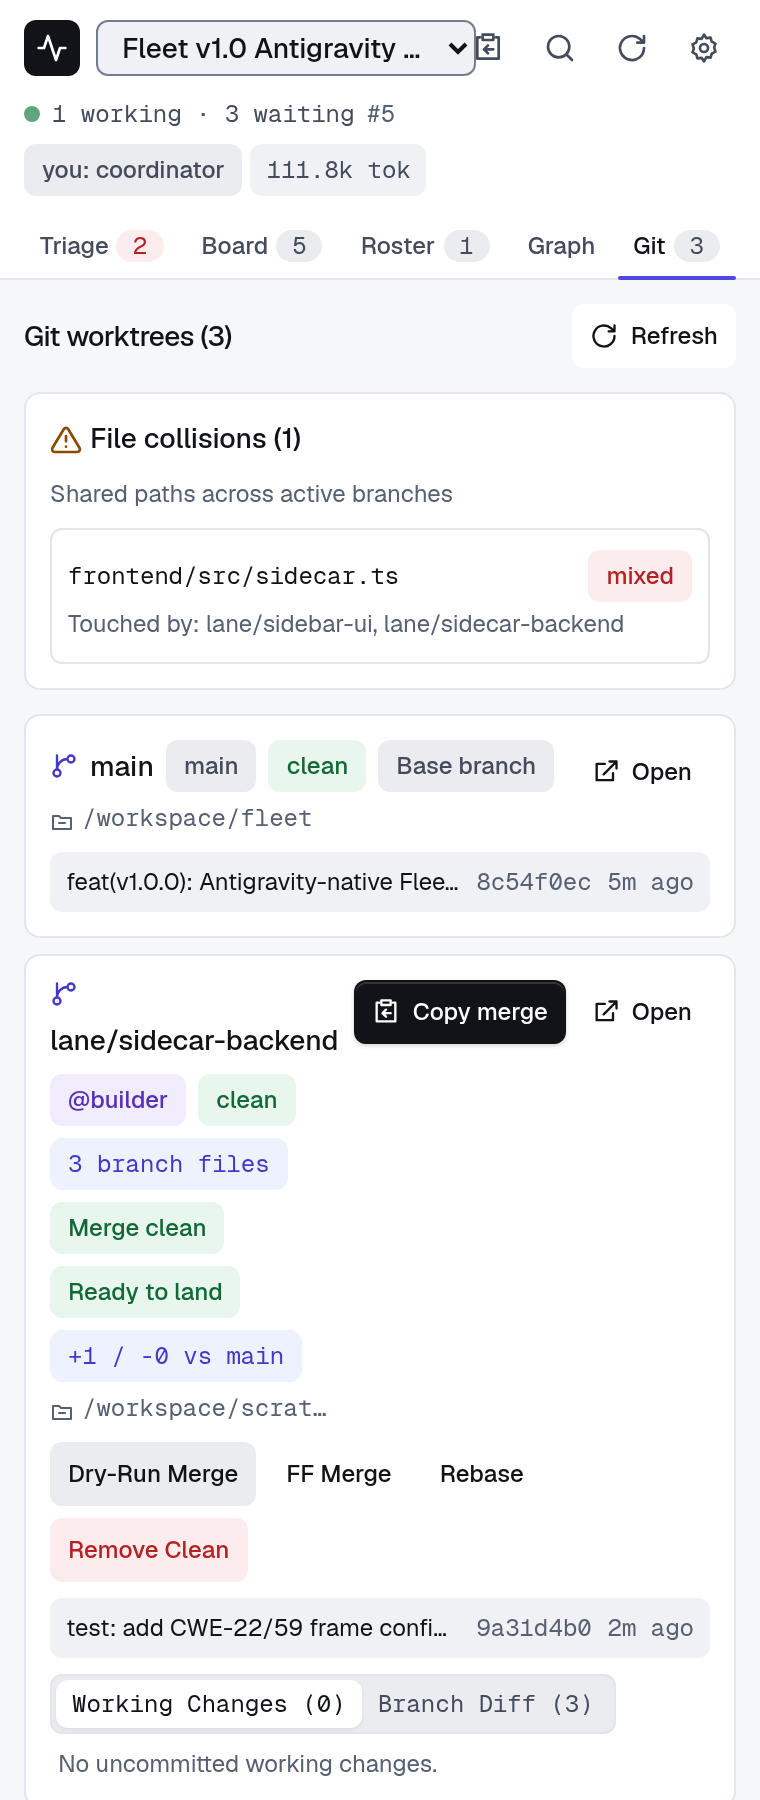 Fleet v1.0 Antigravity ...
1 working · 3 waiting #5
you: coordinator 111.8k tok
Triage 2 Board 5 Roster 1 Graph Git 3
Git worktrees (3) Refresh
File collisions (1)
Shared paths across active branches
frontend/src/sidecar.ts mixed
Touched by: lane/sidebar-ui, lane/sidecar-backend
main main clean Base branch Open
/workspace/fleet
feat(v1.0.0): Antigravity-native Flee... 8c54f0ec 5m ago
Copy merge Open
lane/sidecar-backend
@builder clean
3 branch files
Merge clean
Ready to land
+1 / -0 vs main
/workspace/scrat…
Dry-Run Merge FF Merge Rebase
Remove Clean
test: add CWE-22/59 frame confi... 9a31d4b0 2m ago
Working Changes (0) Branch Diff (3)
No uncommitted working changes.